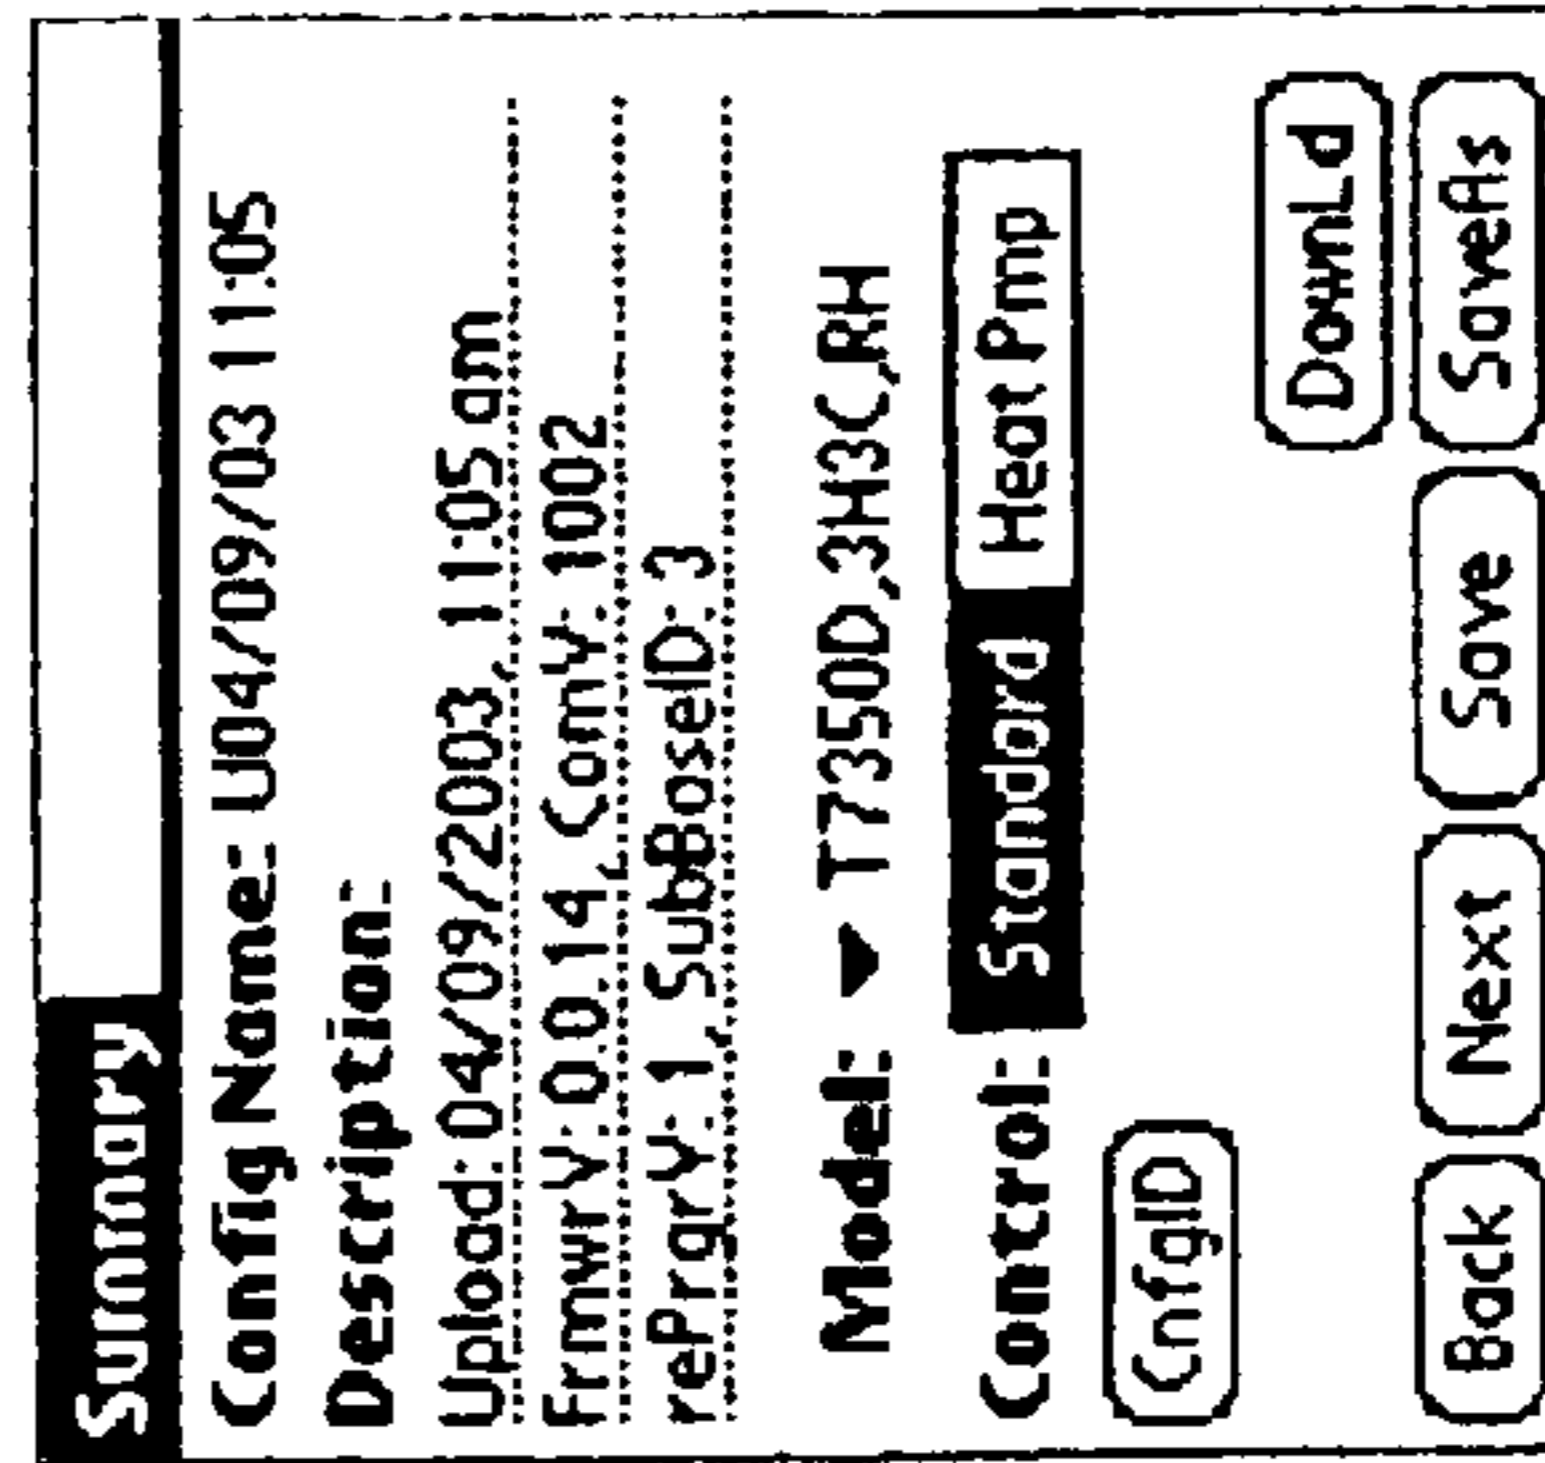 Summary
Config Name: U04/09/03 11:05
Description:
Upload: 04/09/2003, 11:05 am
FrmwrV: 0.0.14, ComV: 1002
rePrgrV: 1, SubBaseID: 3
Model: T7350D,3H3C,RH
Control: Standard Heat Pmp
CnfgID
DownLd
Back Next Save SaveAs